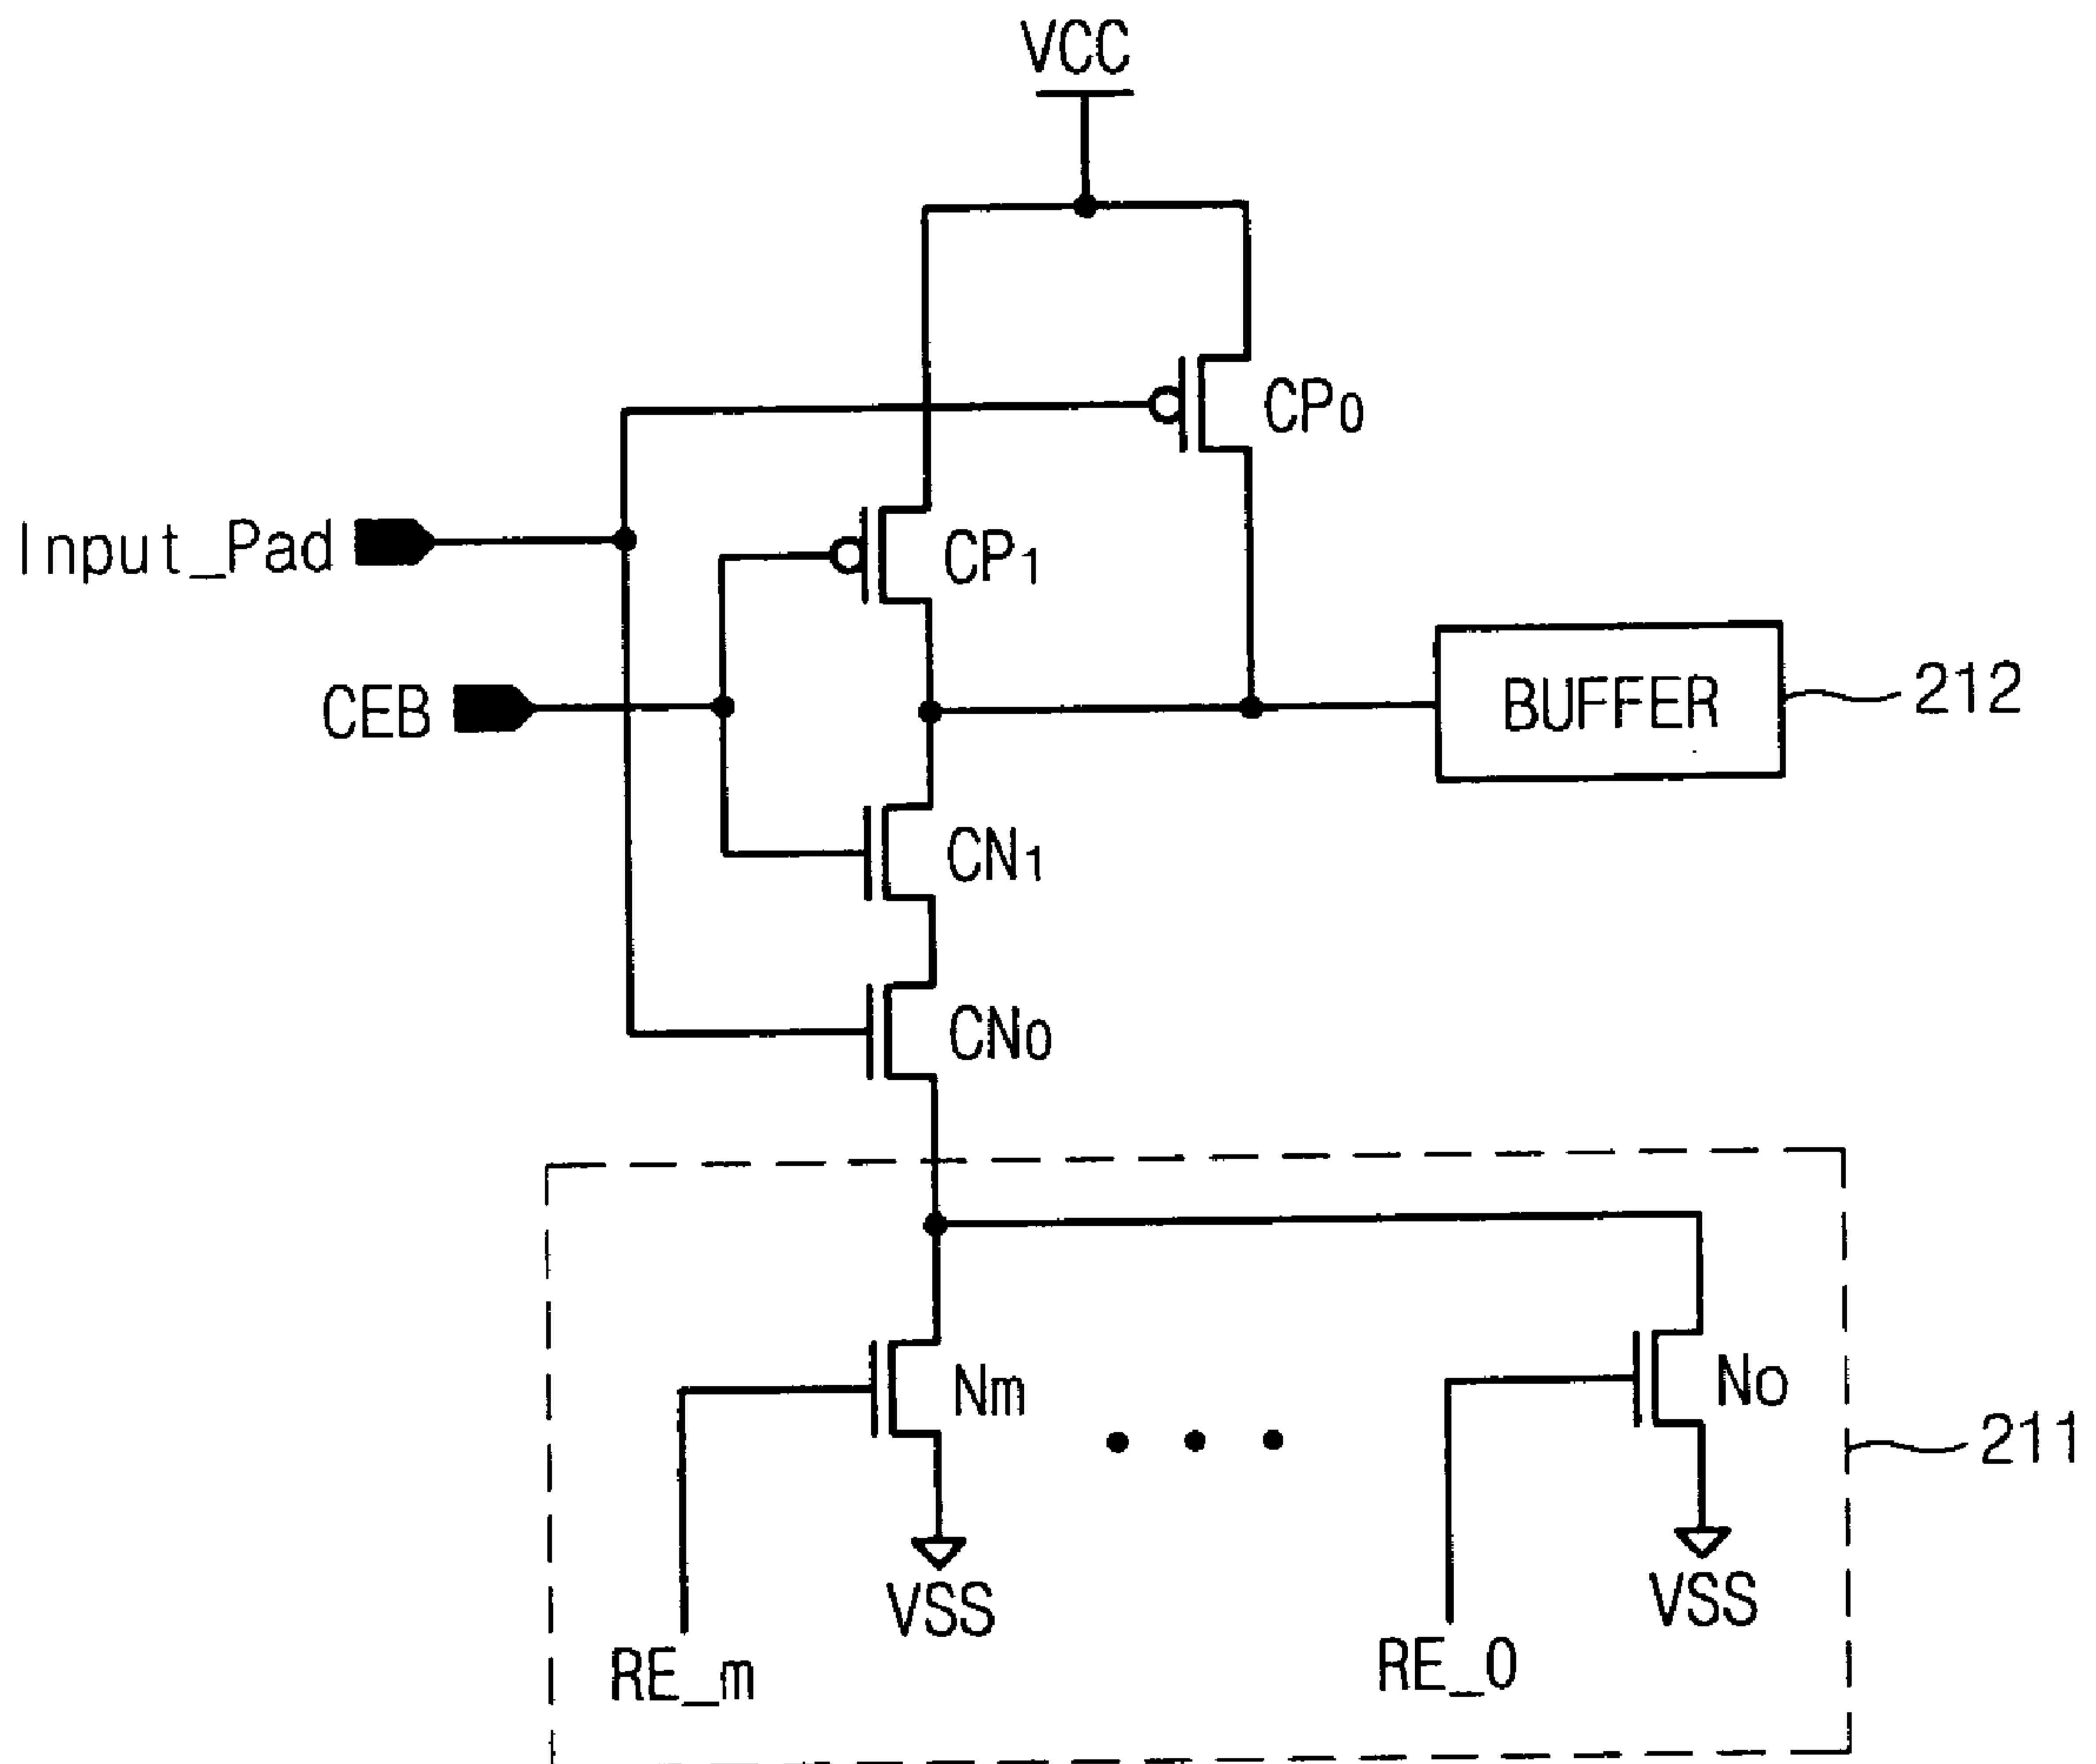 VCC
CP0
Input_Pad
CP1
CEB
BUFFER
212
CN1
CN0
Nm
N0
211
VSS
VSS
RE_m
RE_0